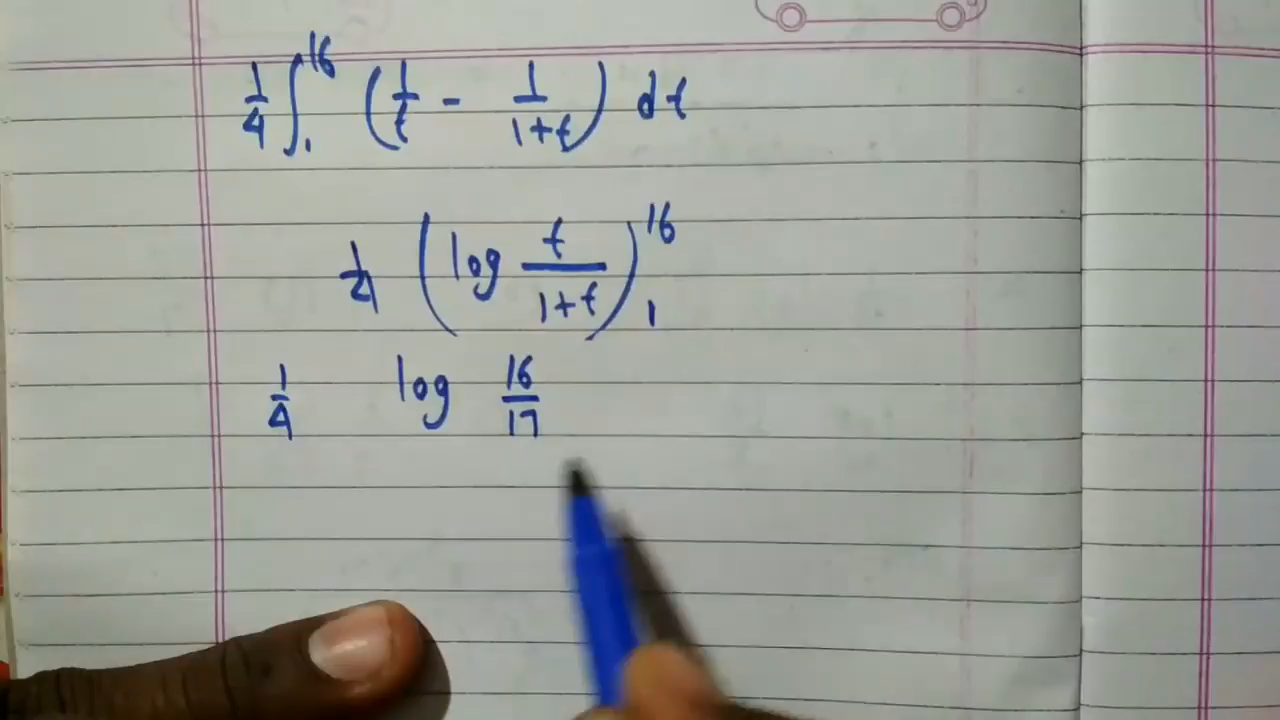 1/4 ∫₁¹⁶ (1/t - 1/(1+t)) dt
1/4 (log t/(1+t))₁¹⁶
1/4 log 16/17